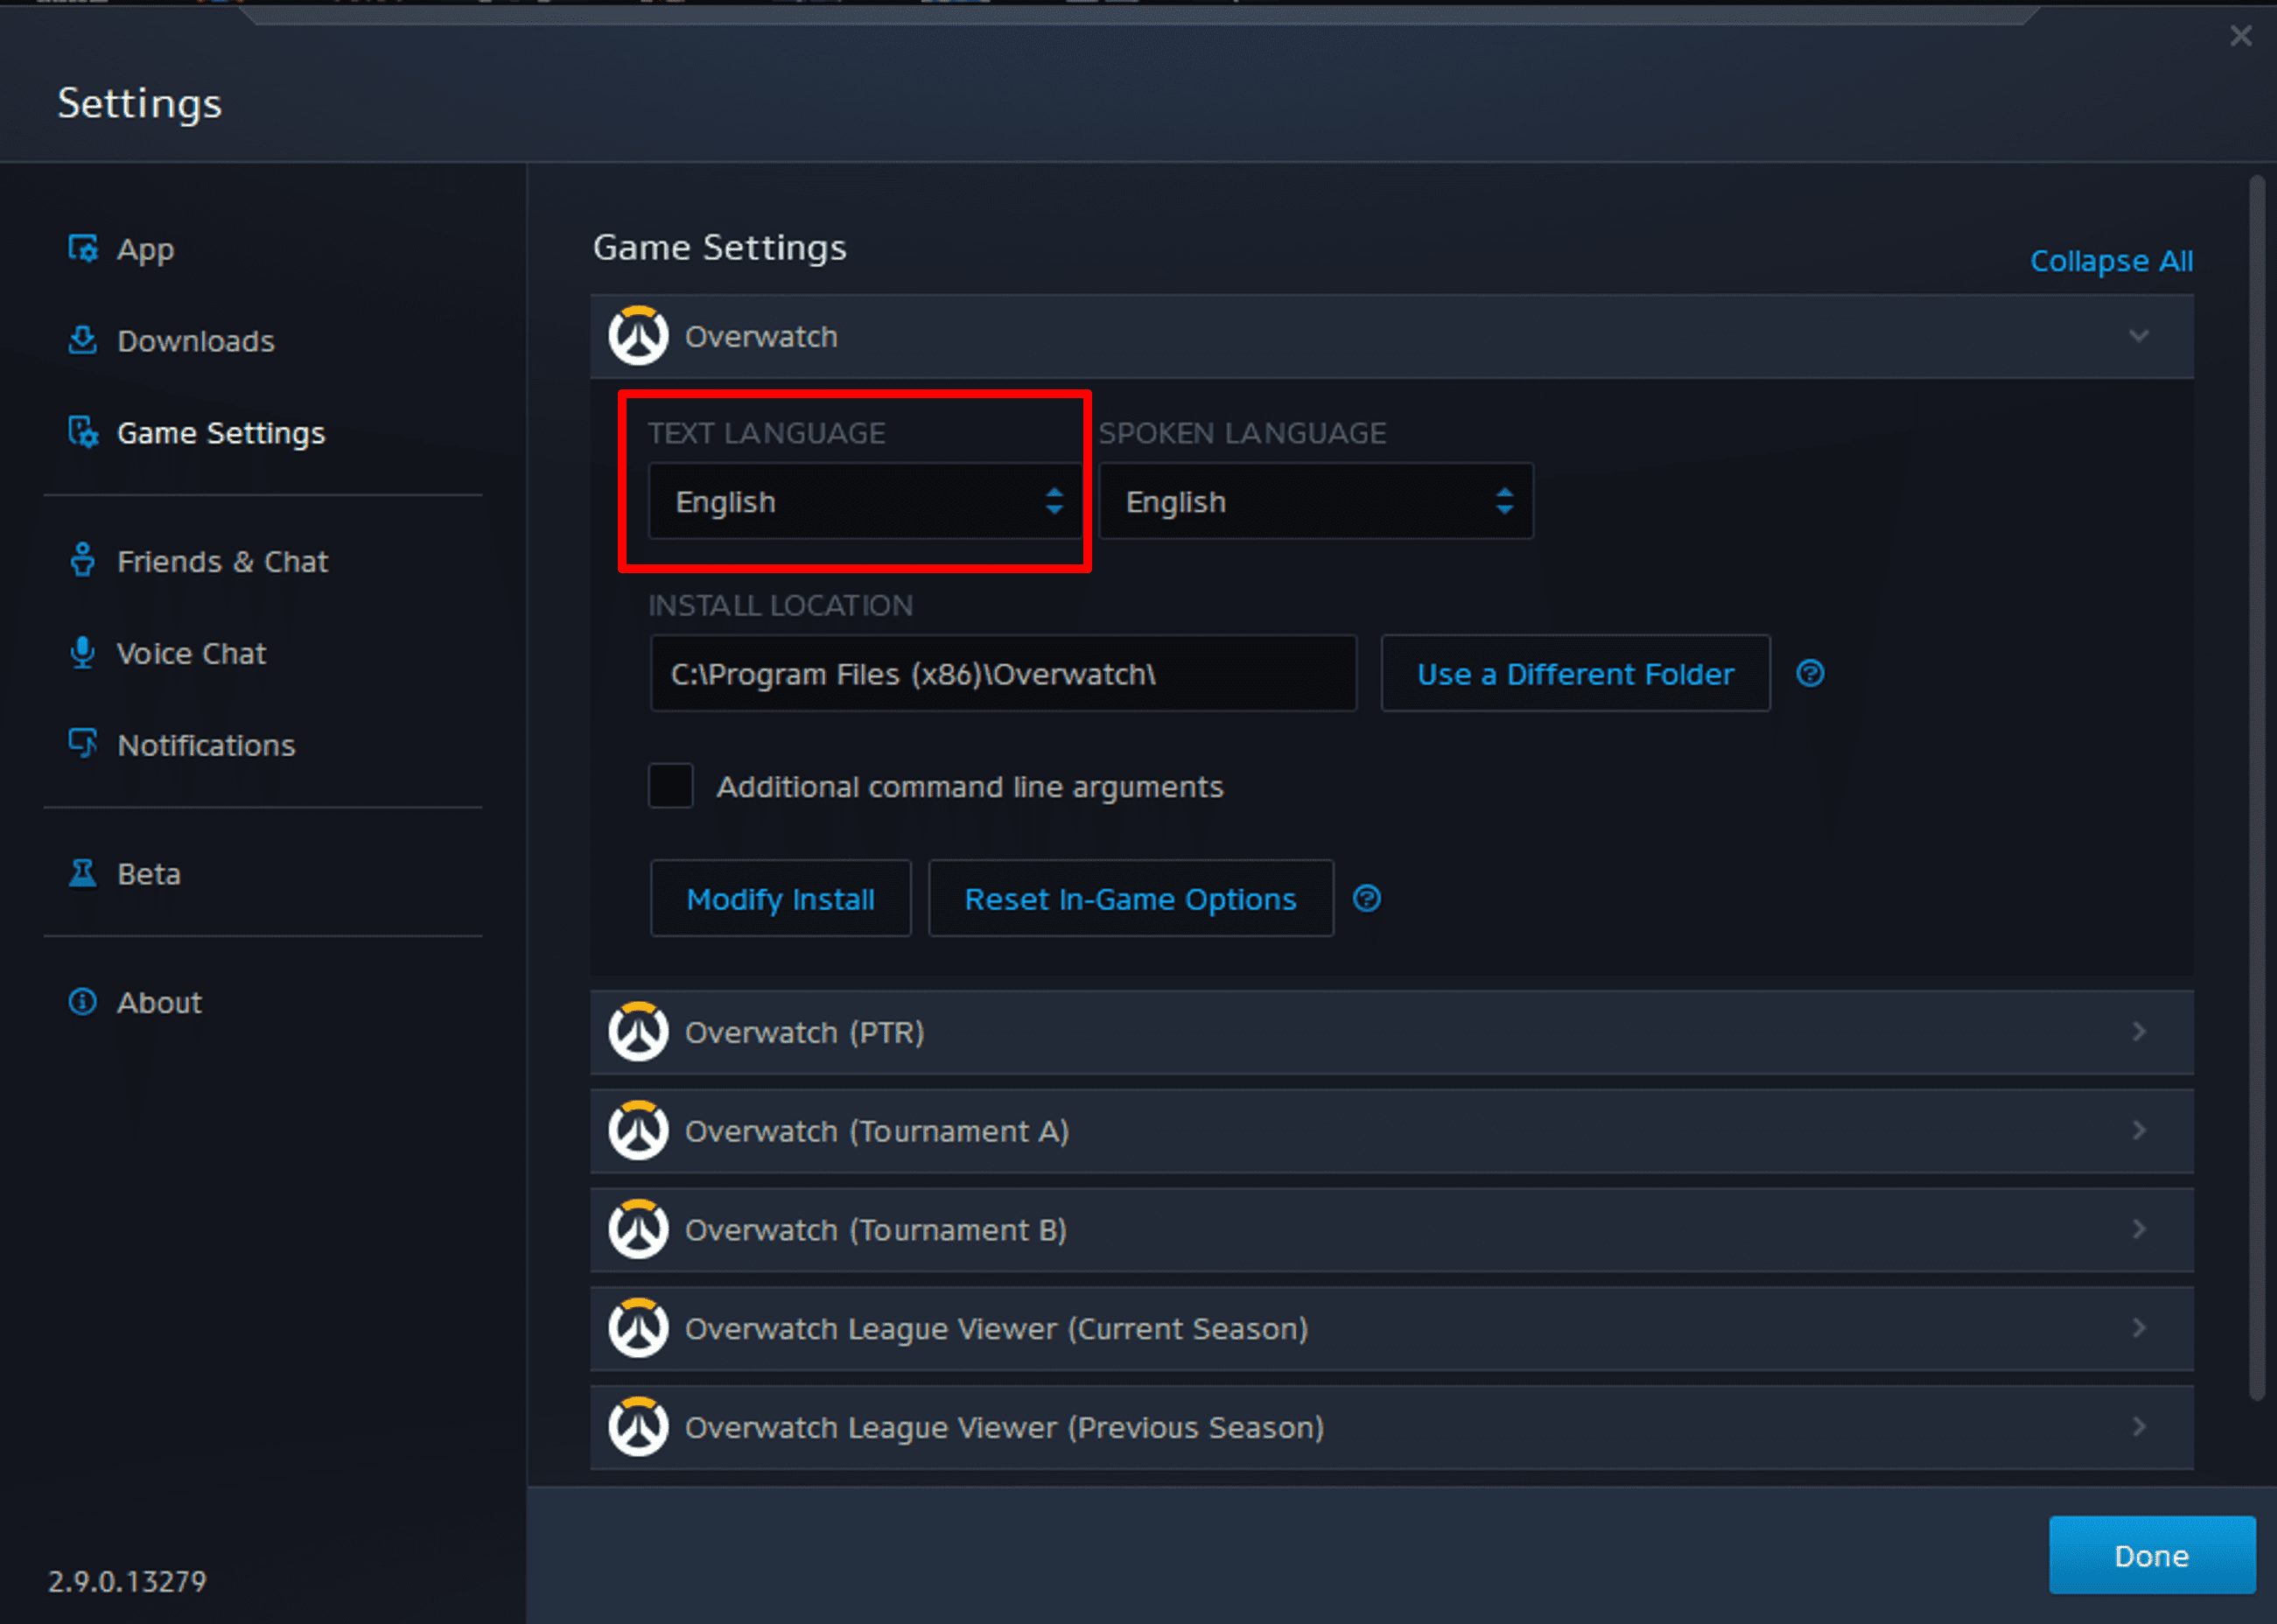 Settings
App
Downloads
Game Settings
Friends & Chat
Voice Chat
Notifications
Beta
About
2.9.0.13279
Game Settings
Collapse All
Overwatch
TEXT LANGUAGE
SPOKEN LANGUAGE
English
English
INSTALL LOCATION
C:\Program Files (x86)\Overwatch\
Use a Different Folder
Additional command line arguments
Modify Install
Reset In-Game Options
Overwatch (PTR)
Overwatch (Tournament A)
Overwatch (Tournament B)
Overwatch League Viewer (Current Season)
Overwatch League Viewer (Previous Season)
Done